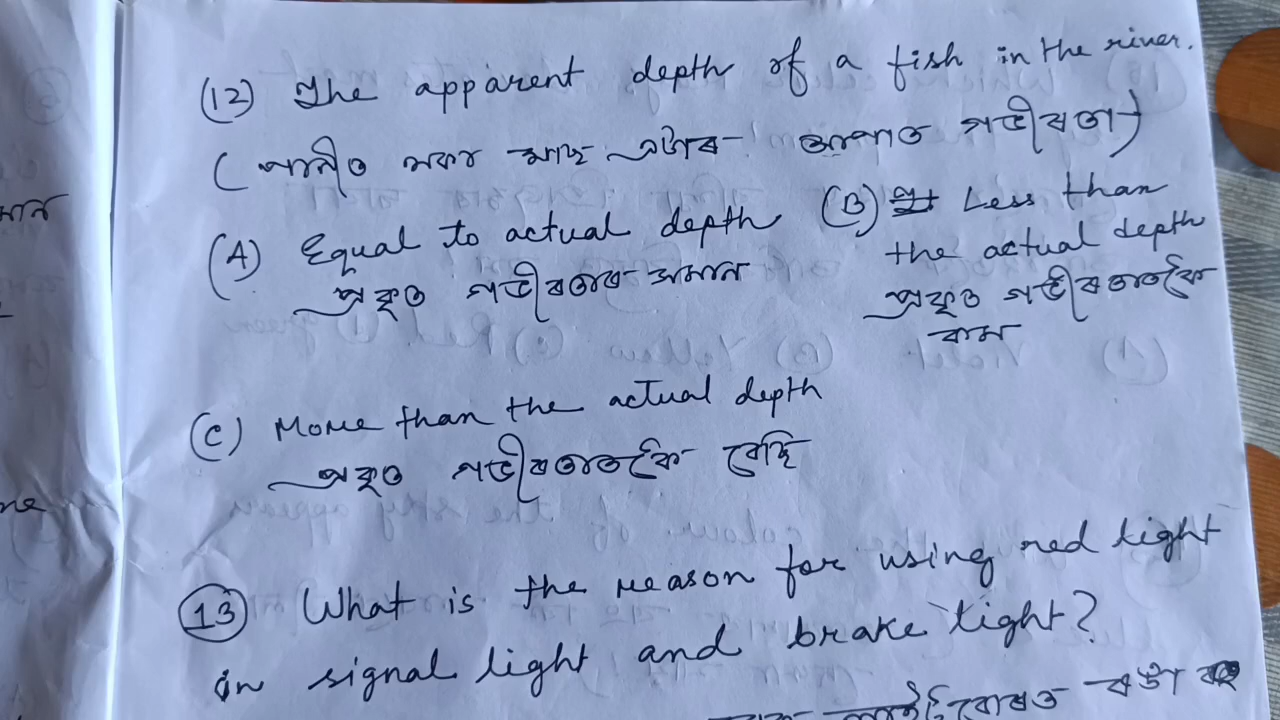 (12) The apparent depth of a fish in the river.
(পানীত মাছ এটাৰ আপাত গভীৰতা)
(A) Equal to actual depth
প্ৰকৃত গভীৰতাৰ সমান
(B) Less than
the actual depth
প্ৰকৃত গভীৰতাতকৈ
কম
(C) More than the actual depth
প্ৰকৃত গভীৰতাতকৈ বেছি
(13) What is the reason for using red light
in signal light and brake light?
ৰঙা